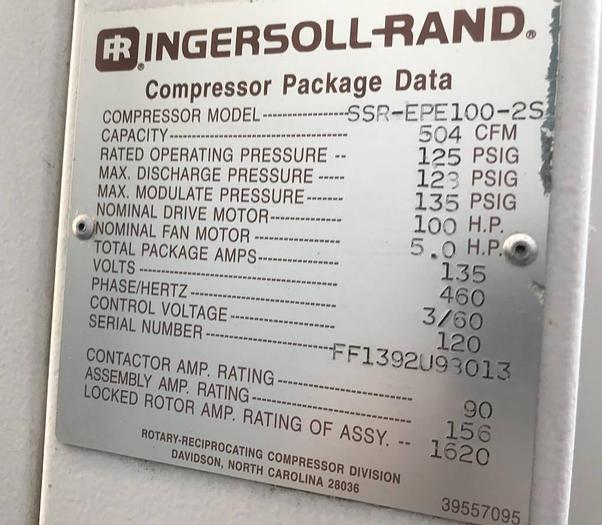 IR INGERSOLL-RAND®
Compressor Package Data
COMPRESSOR MODEL----------------SSR-EPE100-2S
CAPACITY----------------------------------- 504 CFM
RATED OPERATING PRESSURE -- 125 PSIG
MAX. DISCHARGE PRESSURE ----- 128 PSIG
MAX. MODULATE PRESSURE------- 135 PSIG
NOMINAL DRIVE MOTOR-------------- 100 H.P.
NOMINAL FAN MOTOR ----------------- 5.0 H.P.
TOTAL PACKAGE AMPS---------------- 135
VOLTS --------------------------------------- 460
PHASE/HERTZ ----------------------------- 3/60
CONTROL VOLTAGE --------------------- 120
SERIAL NUMBER ------------------------FF1392U93013
CONTACTOR AMP. RATING--------------------------- 90
ASSEMBLY AMP. RATING-------------------------------- 156
LOCKED ROTOR AMP. RATING OF ASSY. -- 1620
ROTARY-RECIPROCATING COMPRESSOR DIVISION
DAVIDSON, NORTH CAROLINA 28036
39557095